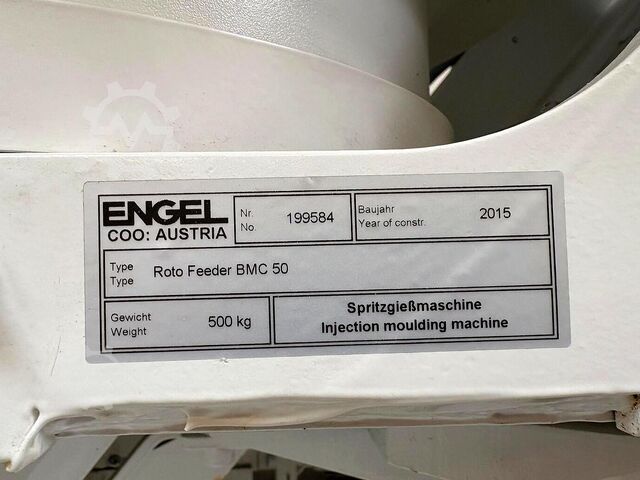 ENGEL
COO: AUSTRIA
Nr.
No.
199584
Baujahr
Year of constr.
2015
Type
Type
Roto Feeder BMC 50
Gewicht
Weight
500 kg
Spritzgießmaschine
Injection moulding machine